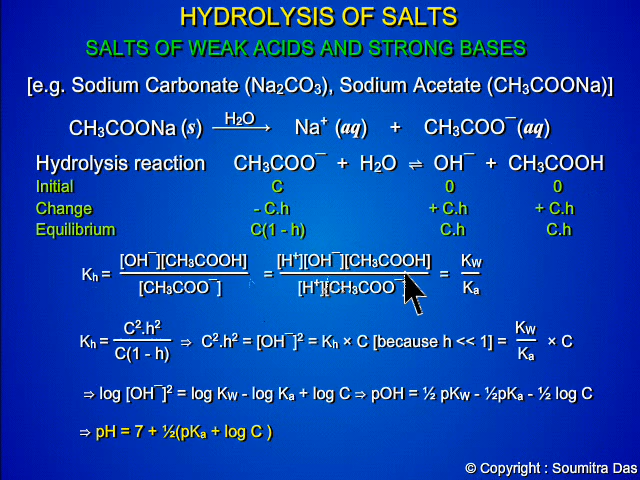 HYDROLYSIS OF SALTS
SALTS OF WEAK ACIDS AND STRONG BASES
[e.g. Sodium Carbonate (Na₂CO₃), Sodium Acetate (CH₃COONa)]
CH₃COONa (s) —H₂O→ Na⁺ (aq) + CH₃COO⁻ (aq)
Hydrolysis reaction CH₃COO⁻ + H₂O ⇌ OH⁻ + CH₃COOH
Initial C 0 0
Change - C.h + C.h + C.h
Equilibrium C(1 - h) C.h C.h
Kₕ = [OH⁻][CH₃COOH] / [CH₃COO⁻] = [H⁺][OH⁻][CH₃COOH] / [H⁺][CH₃COO⁻] = Kw / Ka
Kₕ = C².h² / C(1 - h) ⇒ C².h² = [OH⁻]² = Kₕ × C [because h << 1] = Kw / Ka × C
⇒ log [OH⁻]² = log Kw - log Ka + log C ⇒ pOH = ½ pKw - ½pKa - ½ log C
⇒ pH = 7 + ½(pKa + log C )
© Copyright : Soumitra Das